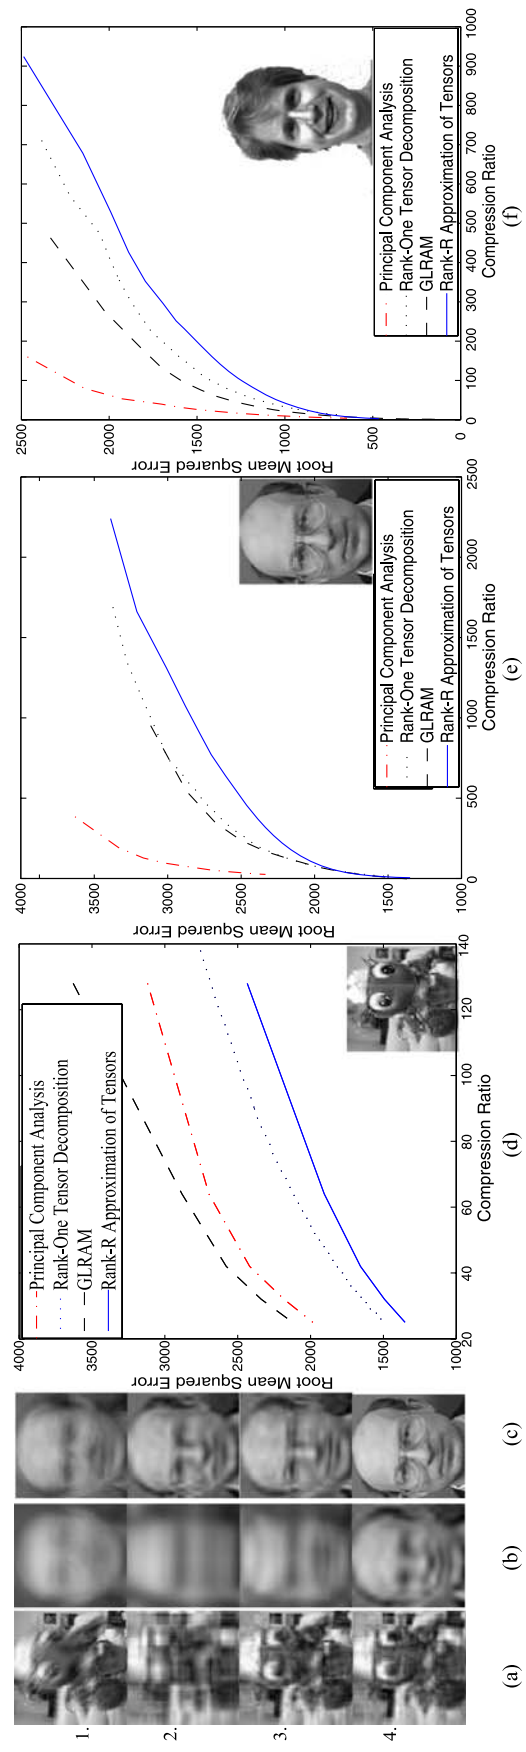 1.
2.
3.
4.
(a)
(b)
(c)
Root Mean Squared Error
4000
3500
3000
2500
2000
1500
1000
Principal Component Analysis
Rank-One Tensor Decomposition
GLRAM
Rank-R Approximation of Tensors
20 40 60 80 100 120 140
Compression Ratio
(d)
Root Mean Squared Error
4000
3500
3000
2500
2000
1500
1000
Principal Component Analysis
Rank-One Tensor Decomposition
GLRAM
Rank-R Approximation of Tensors
0 500 1000 1500 2000 2500
Compression Ratio
(e)
Root Mean Squared Error
2500
2000
1500
1000
500
0
Principal Component Analysis
Rank-One Tensor Decomposition
GLRAM
Rank-R Approximation of Tensors
0 100 200 300 400 500 600 700 800 900 1000
Compression Ratio
(f)